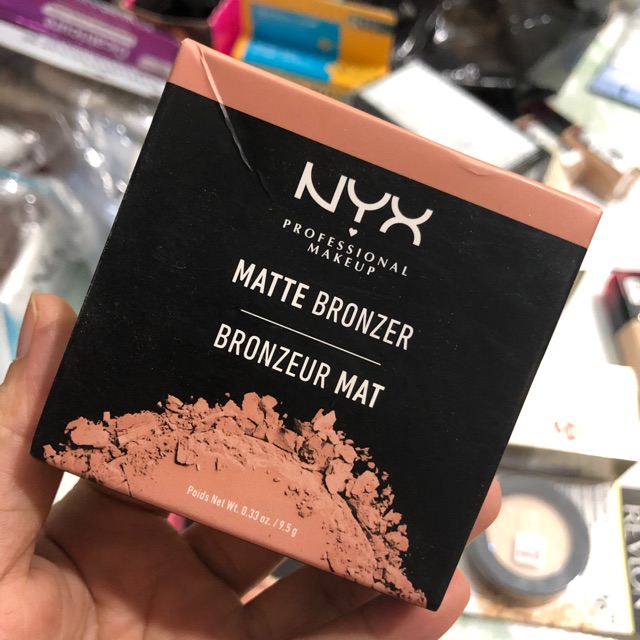 NYX
PROFESSIONAL
MAKEUP
MATTE BRONZER
BRONZEUR MAT
Poids Net Wt. 0.33 oz. / 9.5 g